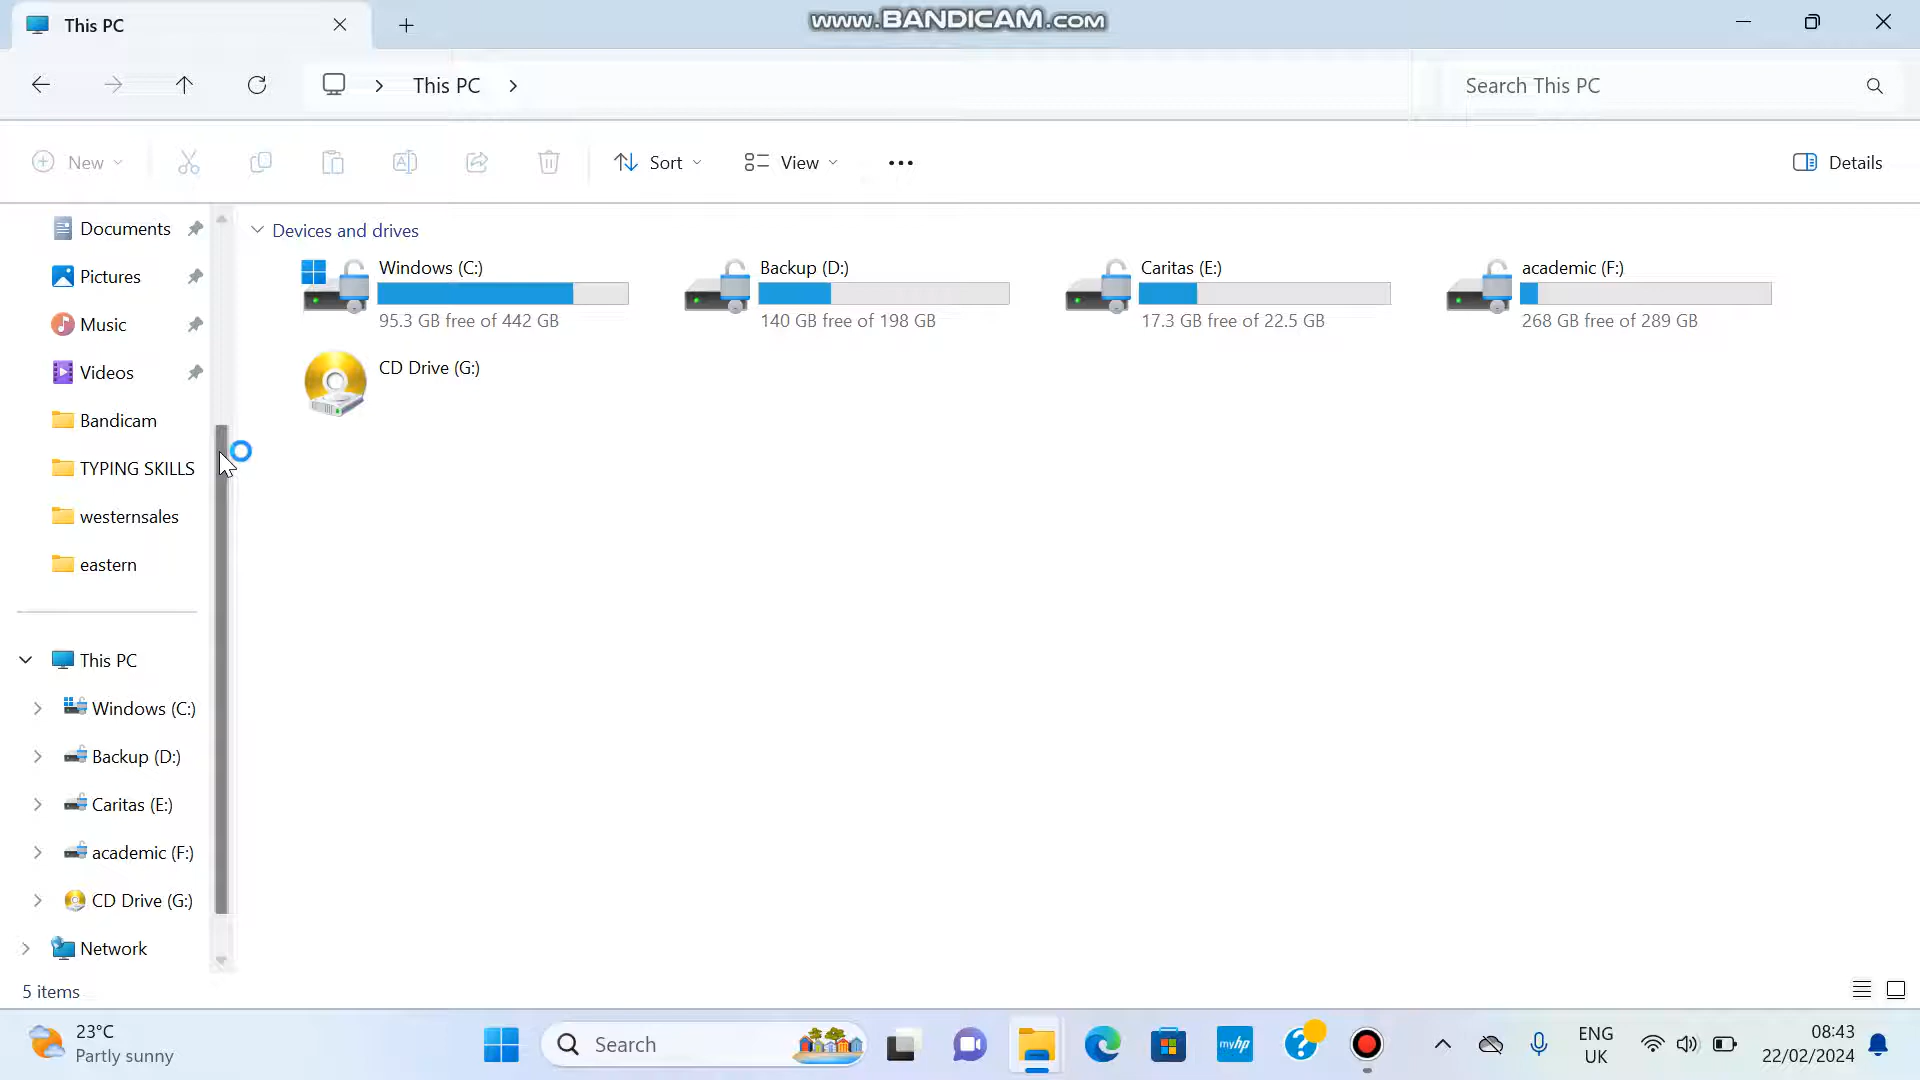 This PC
www.BANDICAM.com
This PC
Search This PC
New
Sort
View
Details
Documents
Pictures
Music
Videos
Bandicam
TYPING SKILLS
westernsales
eastern
This PC
Windows (C:)
Backup (D:)
Caritas (E:)
academic (F:)
CD Drive (G:)
Network
Devices and drives
Windows (C:)
95.3 GB free of 442 GB
Backup (D:)
140 GB free of 198 GB
Caritas (E:)
17.3 GB free of 22.5 GB
academic (F:)
268 GB free of 289 GB
CD Drive (G:)
5 items
23°C
Partly sunny
Search
myhp
ENG
UK
08:43
22/02/2024